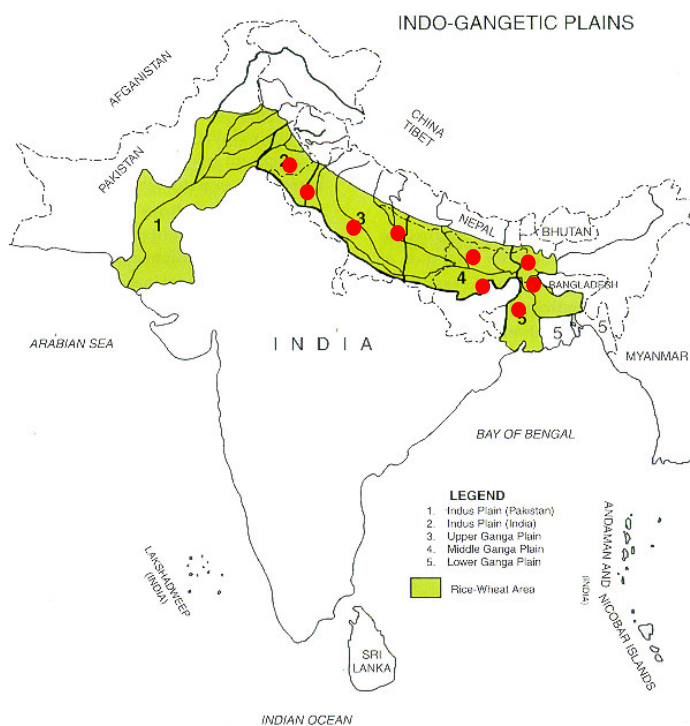 INDO-GANGETIC PLAINS
AFGANISTAN
CHINA
TIBET
PAKISTAN
2
1
3
NEPAL
BHUTAN
4
BANGLADESH
5
5
5
INDIA
ARABIAN SEA
MYANMAR
BAY OF BENGAL
LEGEND
1. Indus Plain (Pakistan)
2. Indus Plain (India)
3. Upper Ganga Plain
4. Middle Ganga Plain
5. Lower Ganga Plain
Rice-Wheat Area
LAKSHADWEEP
(INDIA)
ANDAMAN AND NICOBAR ISLANDS
(INDIA)
SRI
LANKA
INDIAN OCEAN